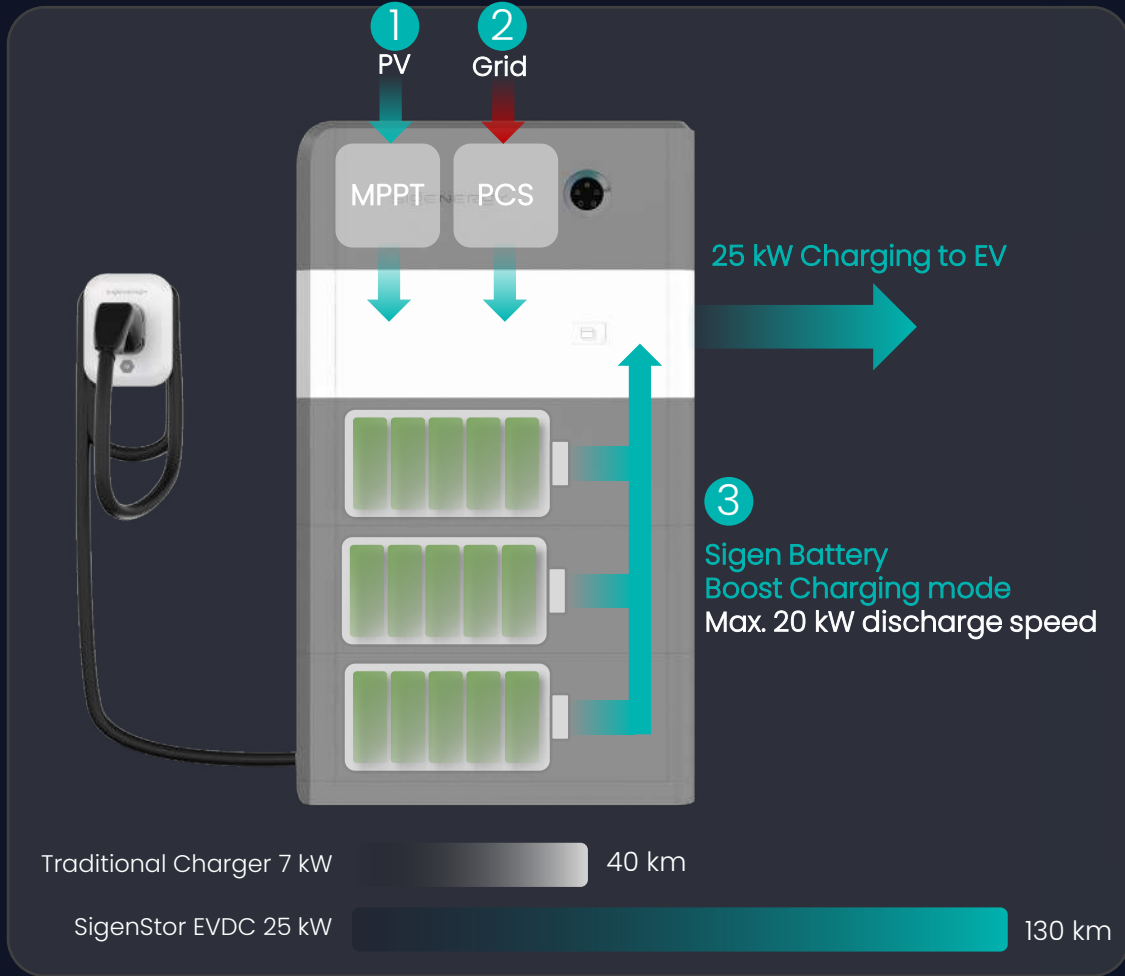 1
2
PV
Grid
MPPT
PCS
25 kW Charging to EV
3
Sigen Battery
Boost Charging mode
Max. 20 kW discharge speed
Traditional Charger 7 kW
40 km
SigenStor EVDC 25 kW
130 km